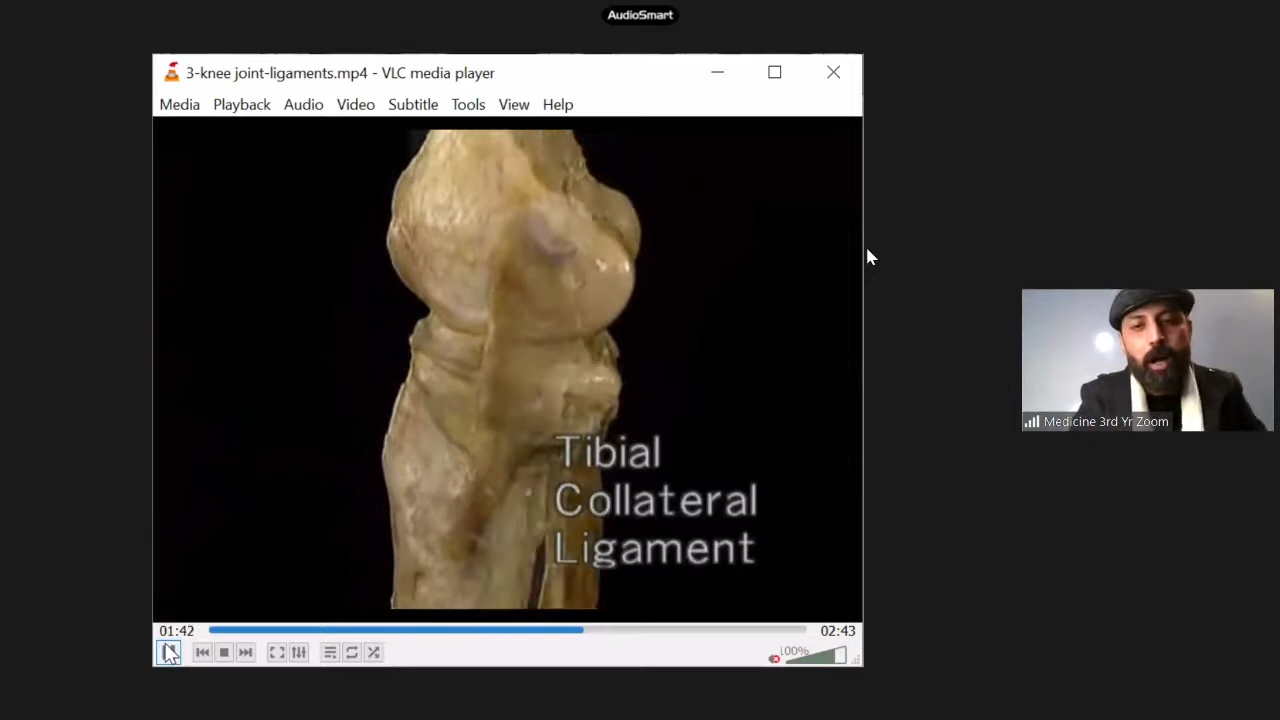 AudioSmart
3-knee joint-ligaments.mp4 - VLC media player
Media Playback Audio Video Subtitle Tools View Help
Tibial
Collateral
Ligament
Medicine 3rd Yr Zoom
01:42
02:43
100%